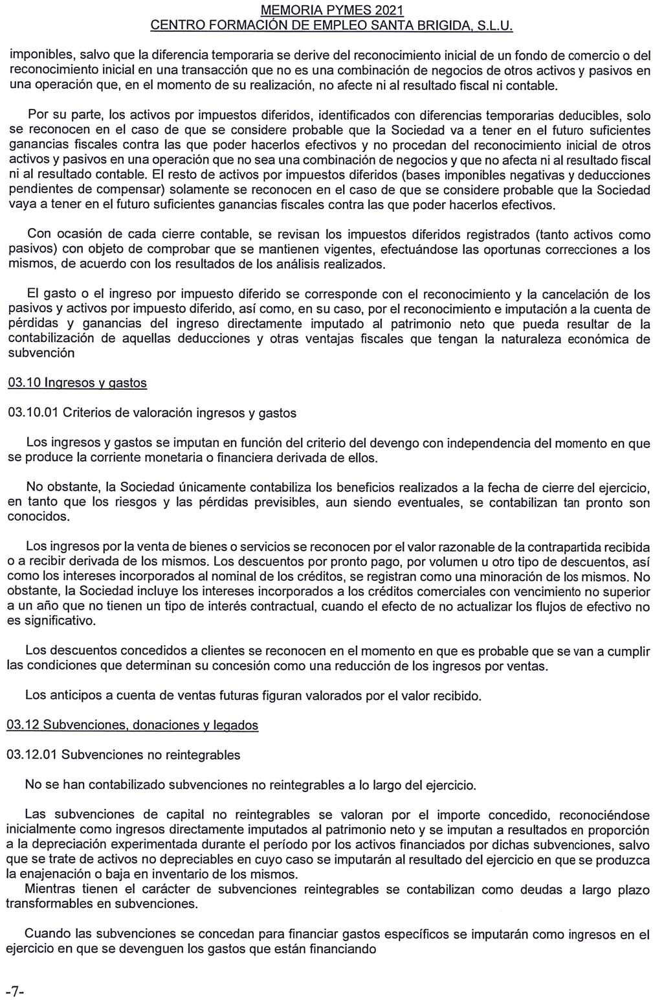 MEMORIA PYMES 2021
CENTRO FORMACIÓN DE EMPLEO SANTA BRIGIDA, S.L.U.
imponibles, salvo que la diferencia temporaria se derive del reconocimiento inicial de un fondo de comercio o del
reconocimiento inicial en una transacción que no es una combinación de negocios de otros activos y pasivos en
una operación que, en el momento de su realización, no afecte ni al resultado fiscal ni contable.
Por su parte, los activos por impuestos diferidos, identificados con diferencias temporarias deducibles, solo
se reconocen en el caso de que se considere probable que la Sociedad va a tener en el futuro suficientes
ganancias fiscales contra las que poder hacerlos efectivos y no procedan del reconocimiento inicial de otros
activos y pasivos en una operación que no sea una combinación de negocios y que no afecta ni al resultado fiscal
ni al resultado contable. El resto de activos por impuestos diferidos (bases imponibles negativas y deducciones
pendientes de compensar) solamente se reconocen en el caso de que se considere probable que la Sociedad
vaya a tener en el futuro suficientes ganancias fiscales contra las que poder hacerlos efectivos.
Con ocasión de cada cierre contable, se revisan los impuestos diferidos registrados (tanto activos como
pasivos) con objeto de comprobar que se mantienen vigentes, efectuándose las oportunas correcciones a los
mismos, de acuerdo con los resultados de los análisis realizados.
El gasto o el ingreso por impuesto diferido se corresponde con el reconocimiento y la cancelación de los
pasivos y activos por impuesto diferido, así como, en su caso, por el reconocimiento e imputación a la cuenta de
pérdidas y ganancias del ingreso directamente imputado al patrimonio neto que pueda resultar de la
contabilización de aquellas deducciones y otras ventajas fiscales que tengan la naturaleza económica de
subvención
03.10 Ingresos y gastos
03.10.01 Criterios de valoración ingresos y gastos
Los ingresos y gastos se imputan en función del criterio del devengo con independencia del momento en que
se produce la corriente monetaria o financiera derivada de ellos.
No obstante, la Sociedad únicamente contabiliza los beneficios realizados a la fecha de cierre del ejercicio,
en tanto que los riesgos y las pérdidas previsibles, aun siendo eventuales, se contabilizan tan pronto son
conocidos.
Los ingresos por la venta de bienes o servicios se reconocen por el valor razonable de la contrapartida recibida
o a recibir derivada de los mismos. Los descuentos por pronto pago, por volumen u otro tipo de descuentos, así
como los intereses incorporados al nominal de los créditos, se registran como una minoración de los mismos. No
obstante, la Sociedad incluye los intereses incorporados a los créditos comerciales con vencimiento no superior
a un año que no tienen un tipo de interés contractual, cuando el efecto de no actualizar los flujos de efectivo no
es significativo.
Los descuentos concedidos a clientes se reconocen en el momento en que es probable que se van a cumplir
las condiciones que determinan su concesión como una reducción de los ingresos por ventas.
Los anticipos a cuenta de ventas futuras figuran valorados por el valor recibido.
03.12 Subvenciones, donaciones y legados
03.12.01 Subvenciones no reintegrables
No se han contabilizado subvenciones no reintegrables a lo largo del ejercicio.
Las subvenciones de capital no reintegrables se valoran por el importe concedido, reconociéndose
inicialmente como ingresos directamente imputados al patrimonio neto y se imputan a resultados en proporción
a la depreciación experimentada durante el período por los activos financiados por dichas subvenciones, salvo
que se trate de activos no depreciables en cuyo caso se imputarán al resultado del ejercicio en que se produzca
la enajenación o baja en inventario de los mismos.
Mientras tienen el carácter de subvenciones reintegrables se contabilizan como deudas a largo plazo
transformables en subvenciones.
Cuando las subvenciones se concedan para financiar gastos específicos se imputarán como ingresos en el
ejercicio en que se devenguen los gastos que están financiando
-7-